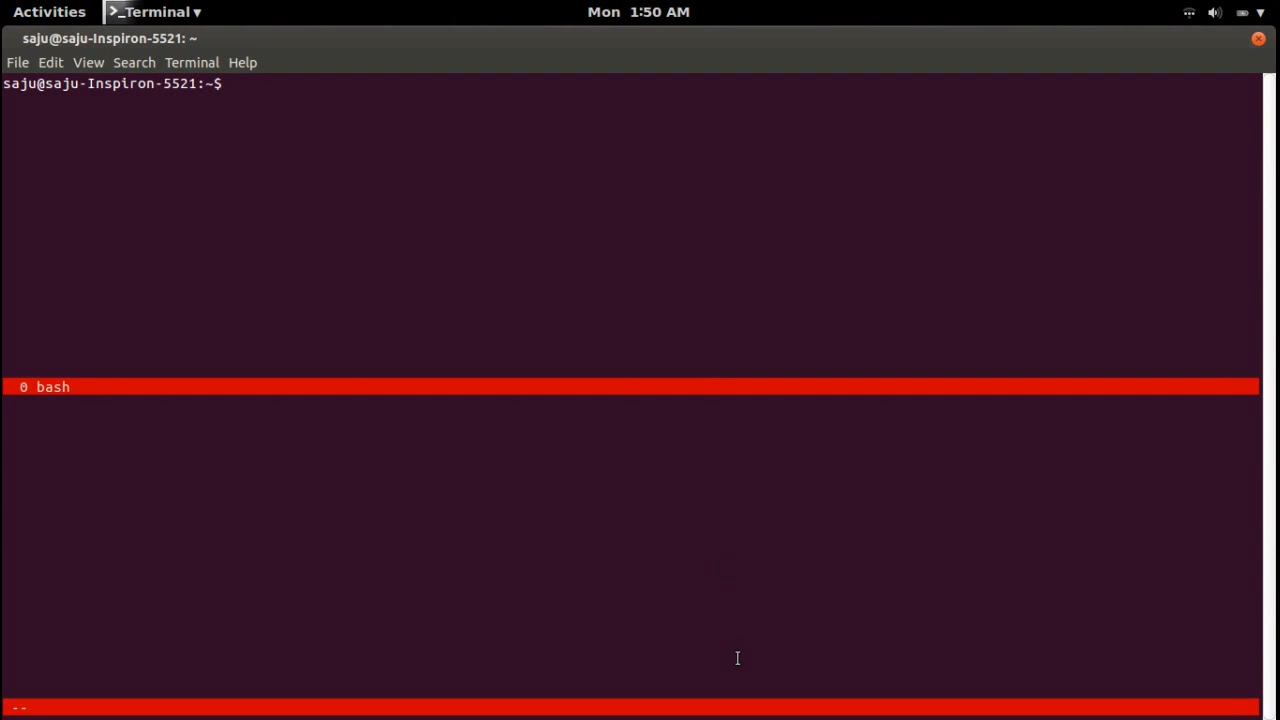 Activities >_Terminal ▾ Mon 1:50 AM
saju@saju-Inspiron-5521: ~
File Edit View Search Terminal Help
saju@saju-Inspiron-5521:~$
0 bash
--